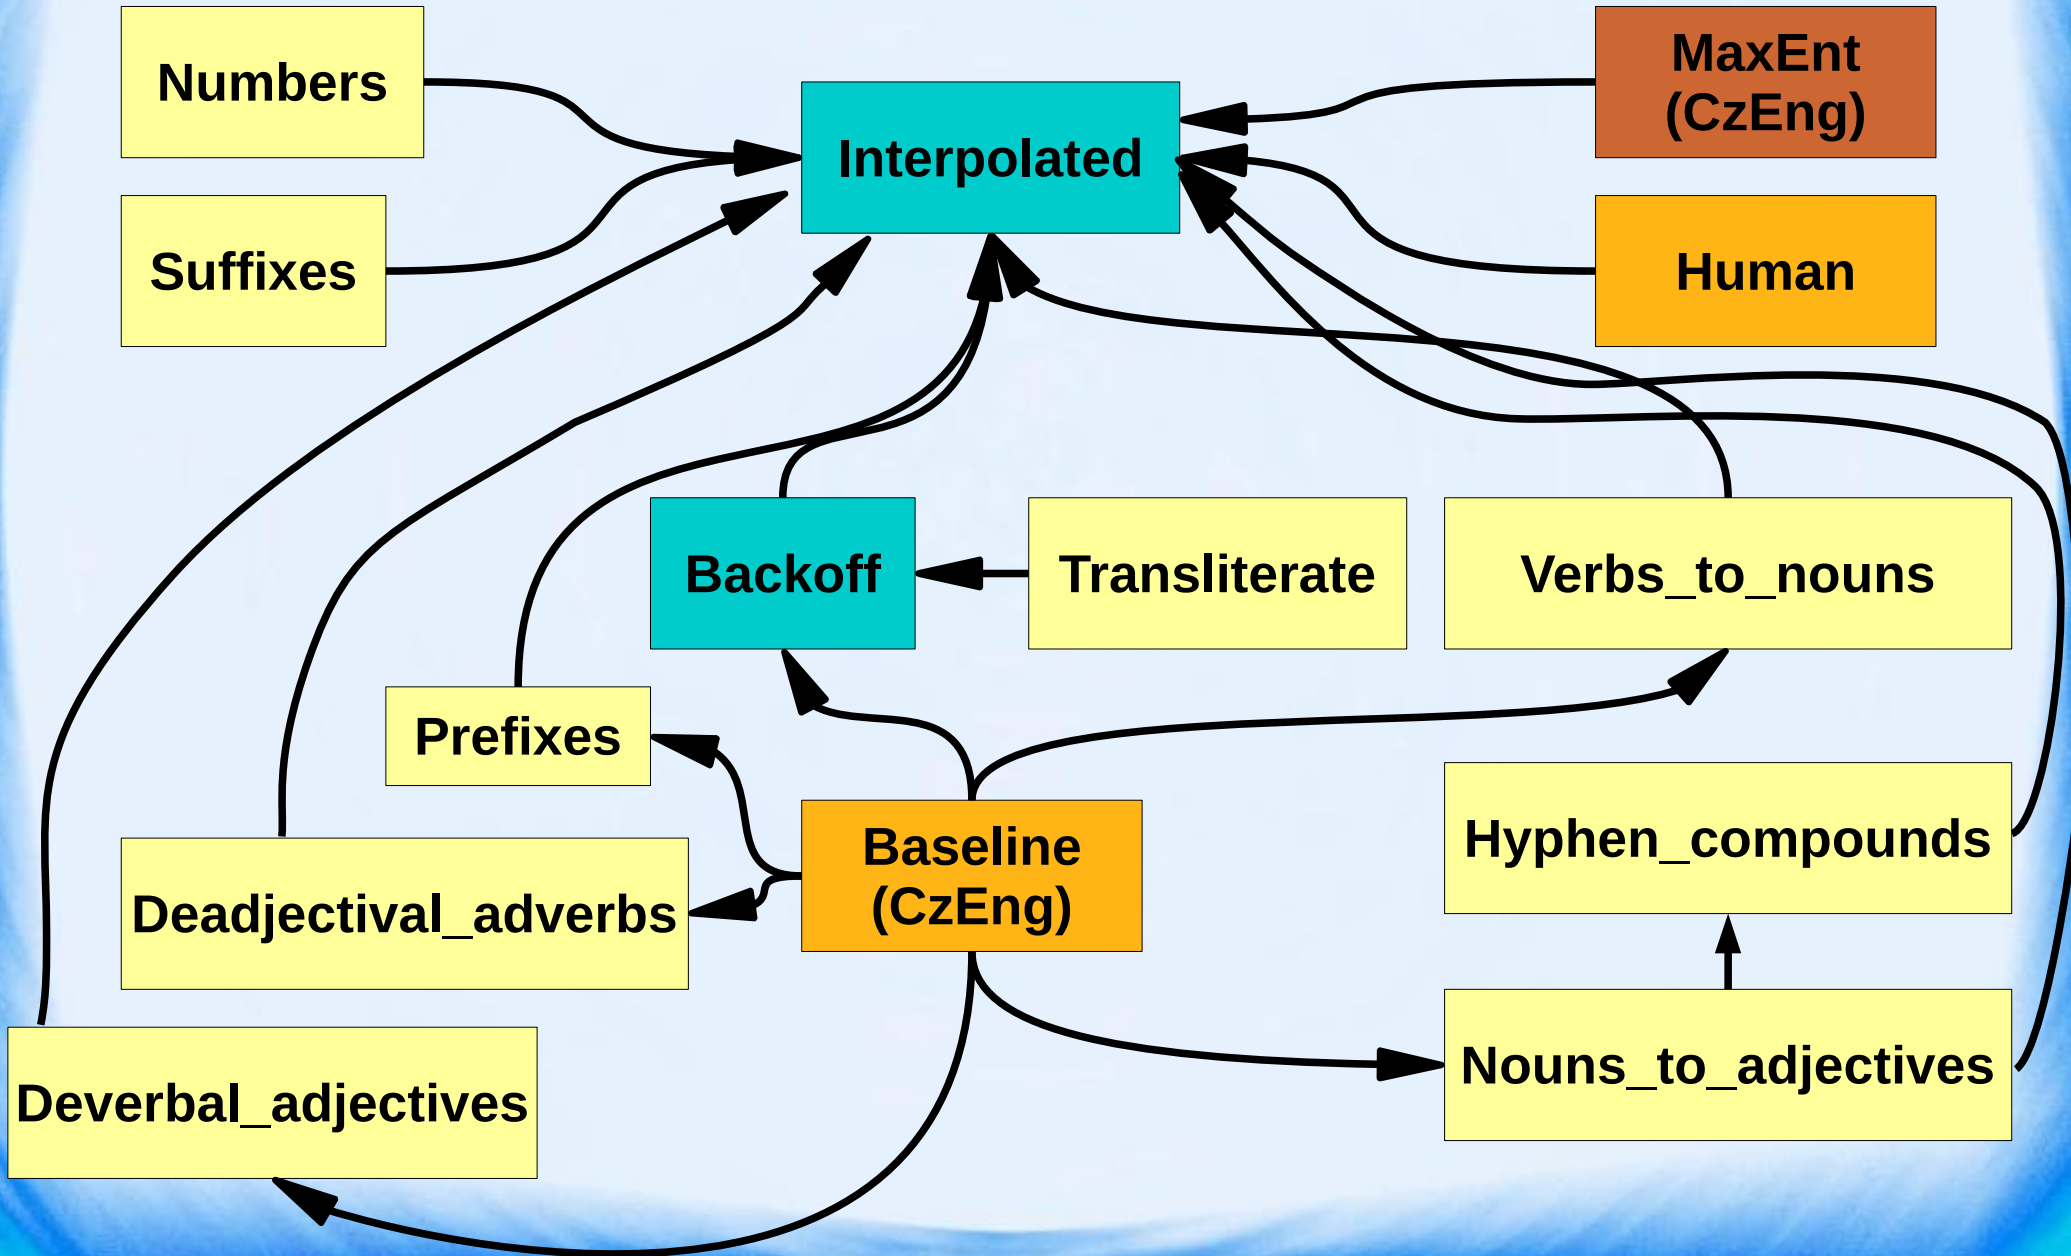 Numbers
MaxEnt
(CzEng)
Interpolated
Suffixes
Human
Backoff
Transliterate
Verbs_to_nouns
Prefixes
Baseline
(CzEng)
Hyphen_compounds
Deadjectival_adverbs
Nouns_to_adjectives
Deverbal_adjectives